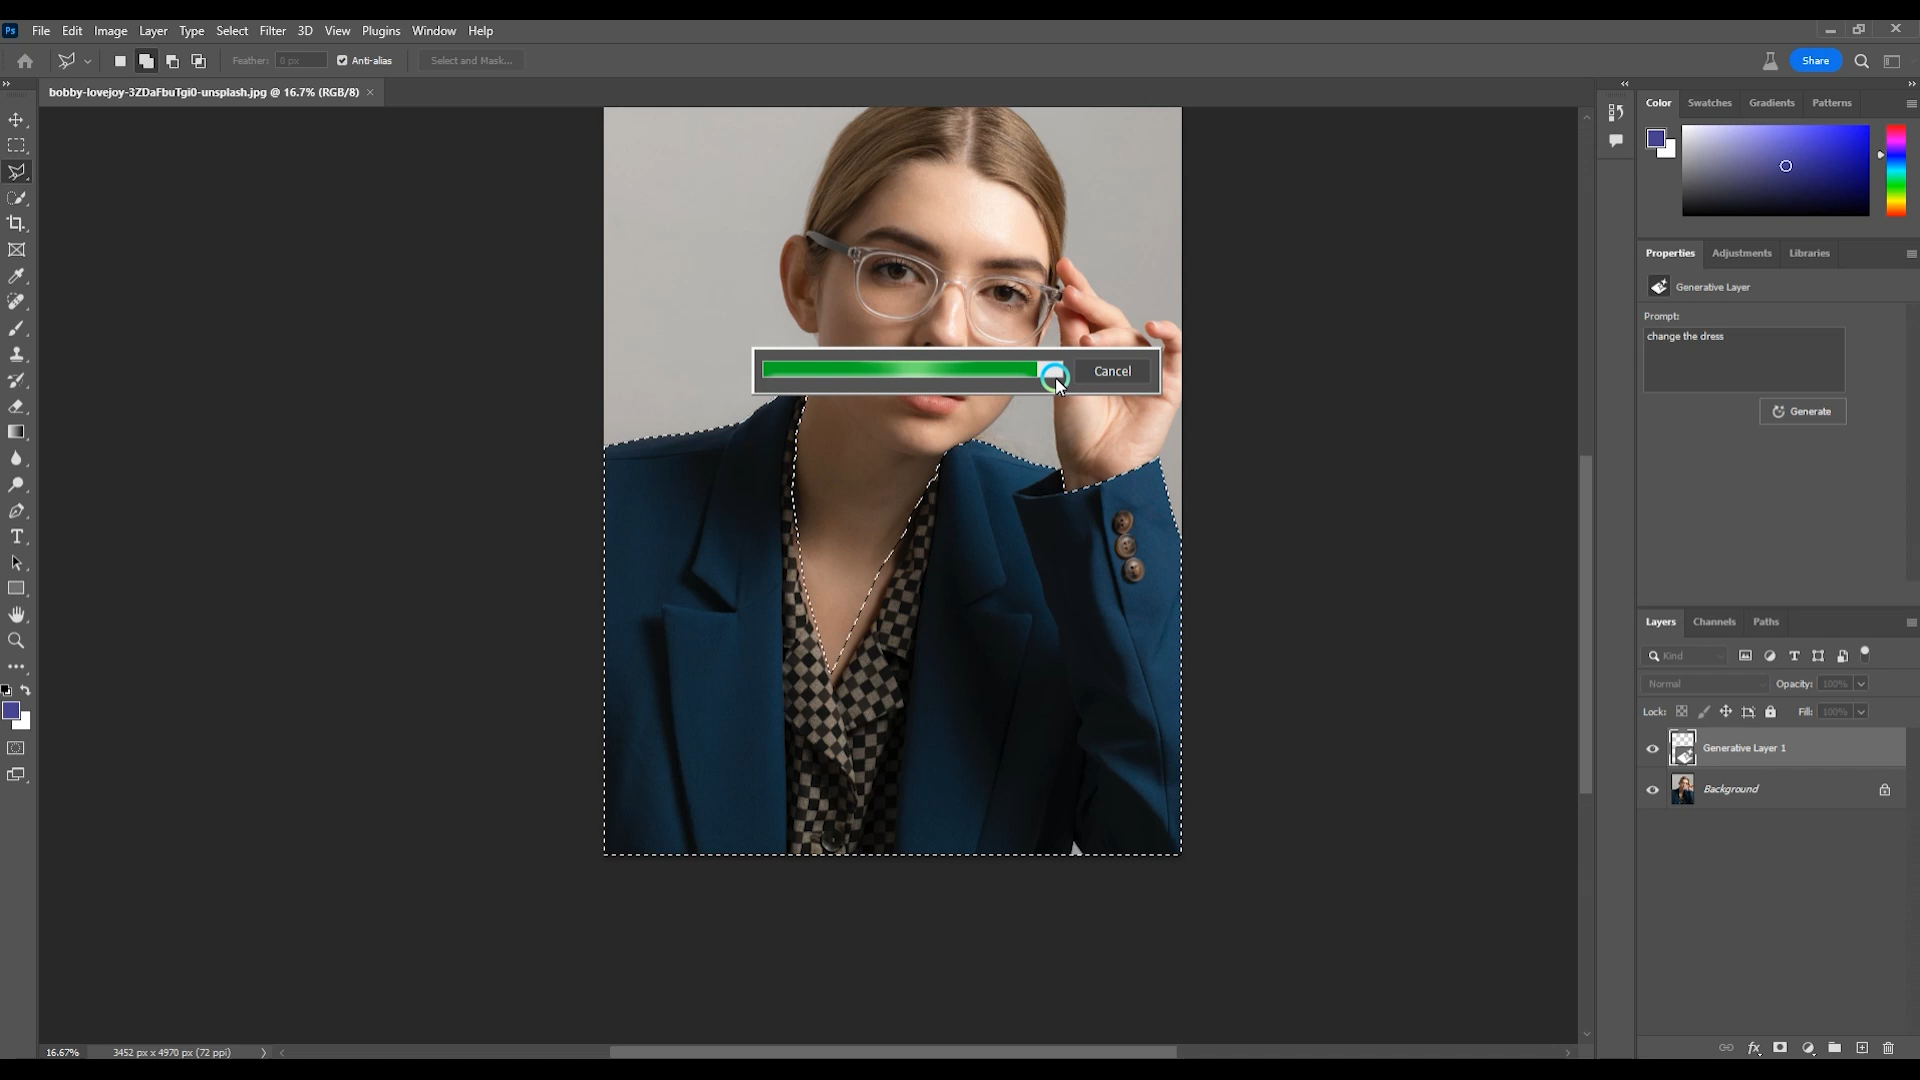 Ps File Edit Image Layer Type Select Filter 3D View Plugins Window Help
Feather: 0 px Anti-alias Select and Mask... Share
bobby-lovejoy-3ZDaFbuTgi0-unsplash.jpg @ 16.7% (RGB/8) ×
Color Swatches Gradients Patterns
Properties Adjustments Libraries
Generative Layer
Prompt:
change the dress
Generate
Cancel
Layers Channels Paths
Kind
Normal Opacity: 100%
Lock: Fill: 100%
Generative Layer 1
Background
16.67% 3452 px x 4970 px (72 ppi)
fx